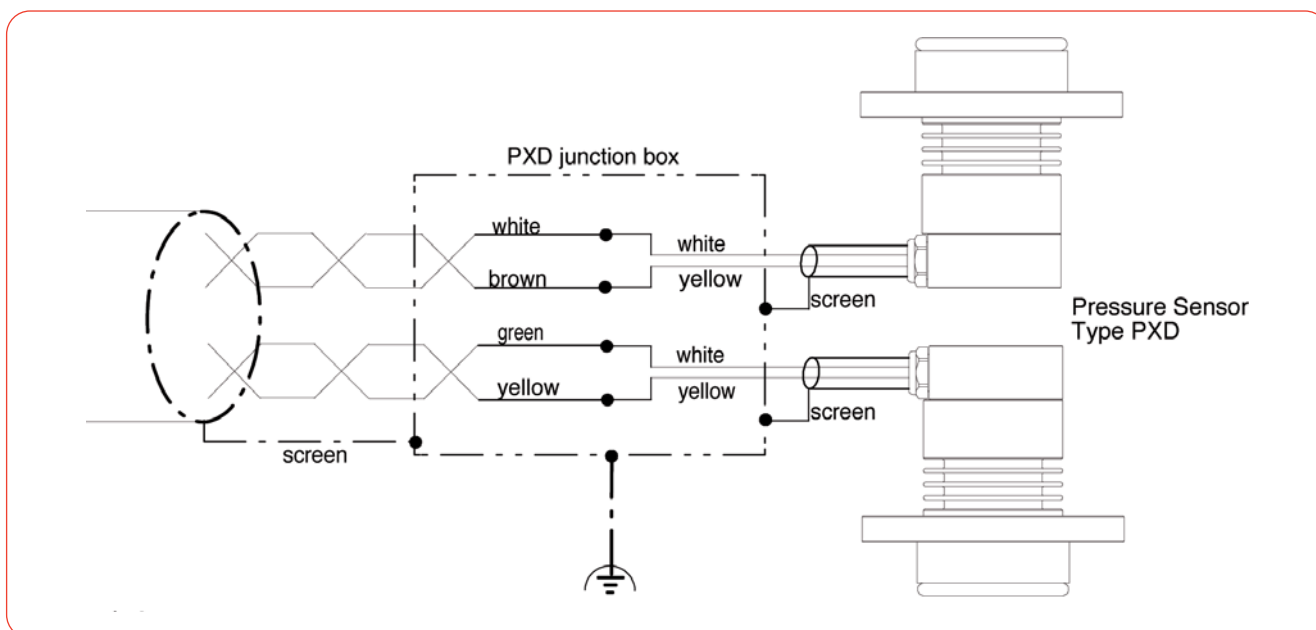 PXD junction box
white
white
brown
yellow
screen
Pressure Sensor
Type PXD
green
white
yellow
yellow
screen
screen